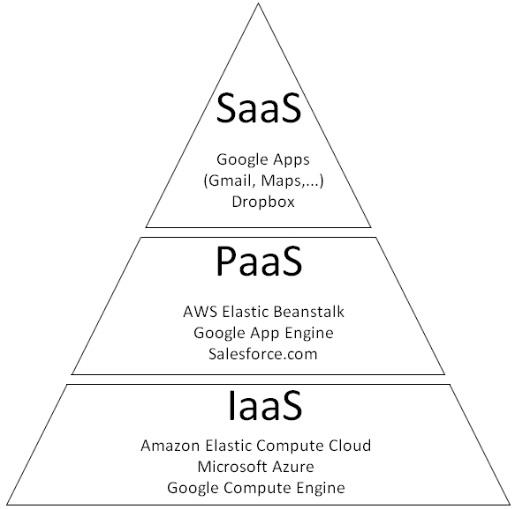 SaaS
Google Apps
(Gmail, Maps,...)
Dropbox
PaaS
AWS Elastic Beanstalk
Google App Engine
Salesforce.com
IaaS
Amazon Elastic Compute Cloud
Microsoft Azure
Google Compute Engine